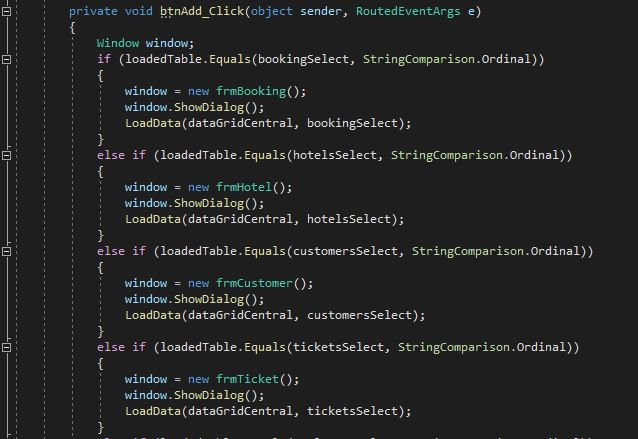 private void btnAdd_Click(object sender, RoutedEventArgs e)
{
Window window;
if (loadedTable.Equals(bookingSelect, StringComparison.Ordinal))
{
window = new frmBooking();
window.ShowDialog();
LoadData(dataGridCentral, bookingSelect);
}
else if (loadedTable.Equals(hotelsSelect, StringComparison.Ordinal))
{
window = new frmHotel();
window.ShowDialog();
LoadData(dataGridCentral, hotelsSelect);
}
else if (loadedTable.Equals(customersSelect, StringComparison.Ordinal))
{
window = new frmCustomer();
window.ShowDialog();
LoadData(dataGridCentral, customersSelect);
}
else if (loadedTable.Equals(ticketsSelect, StringComparison.Ordinal))
{
window = new frmTicket();
window.ShowDialog();
LoadData(dataGridCentral, ticketsSelect);
}